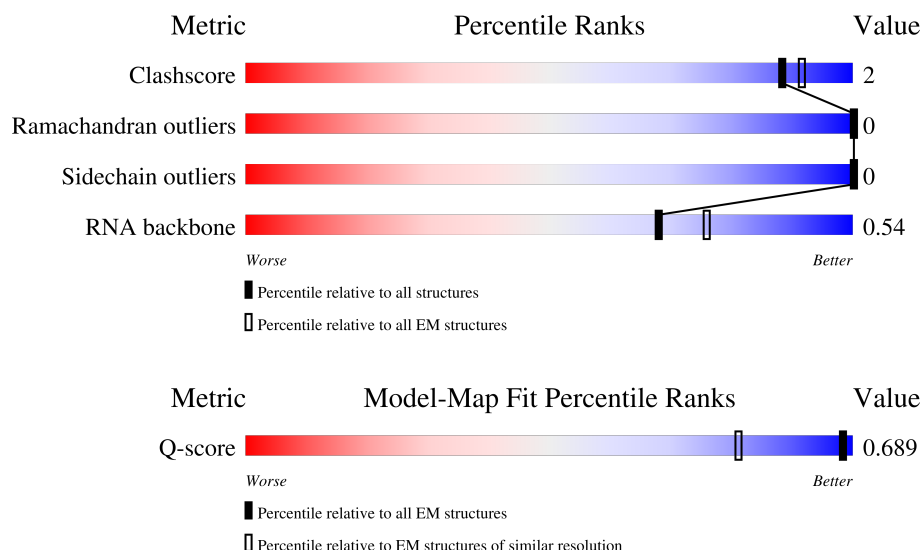 Metric Percentile Ranks Value
Clashscore 2
Ramachandran outliers 0
Sidechain outliers 0
RNA backbone 0.54
Worse Better
Percentile relative to all structures
Percentile relative to all EM structures
Metric Model-Map Fit Percentile Ranks Value
Q-score 0.689
Worse Better
Percentile relative to all EM structures
Percentile relative to EM structures of similar resolution